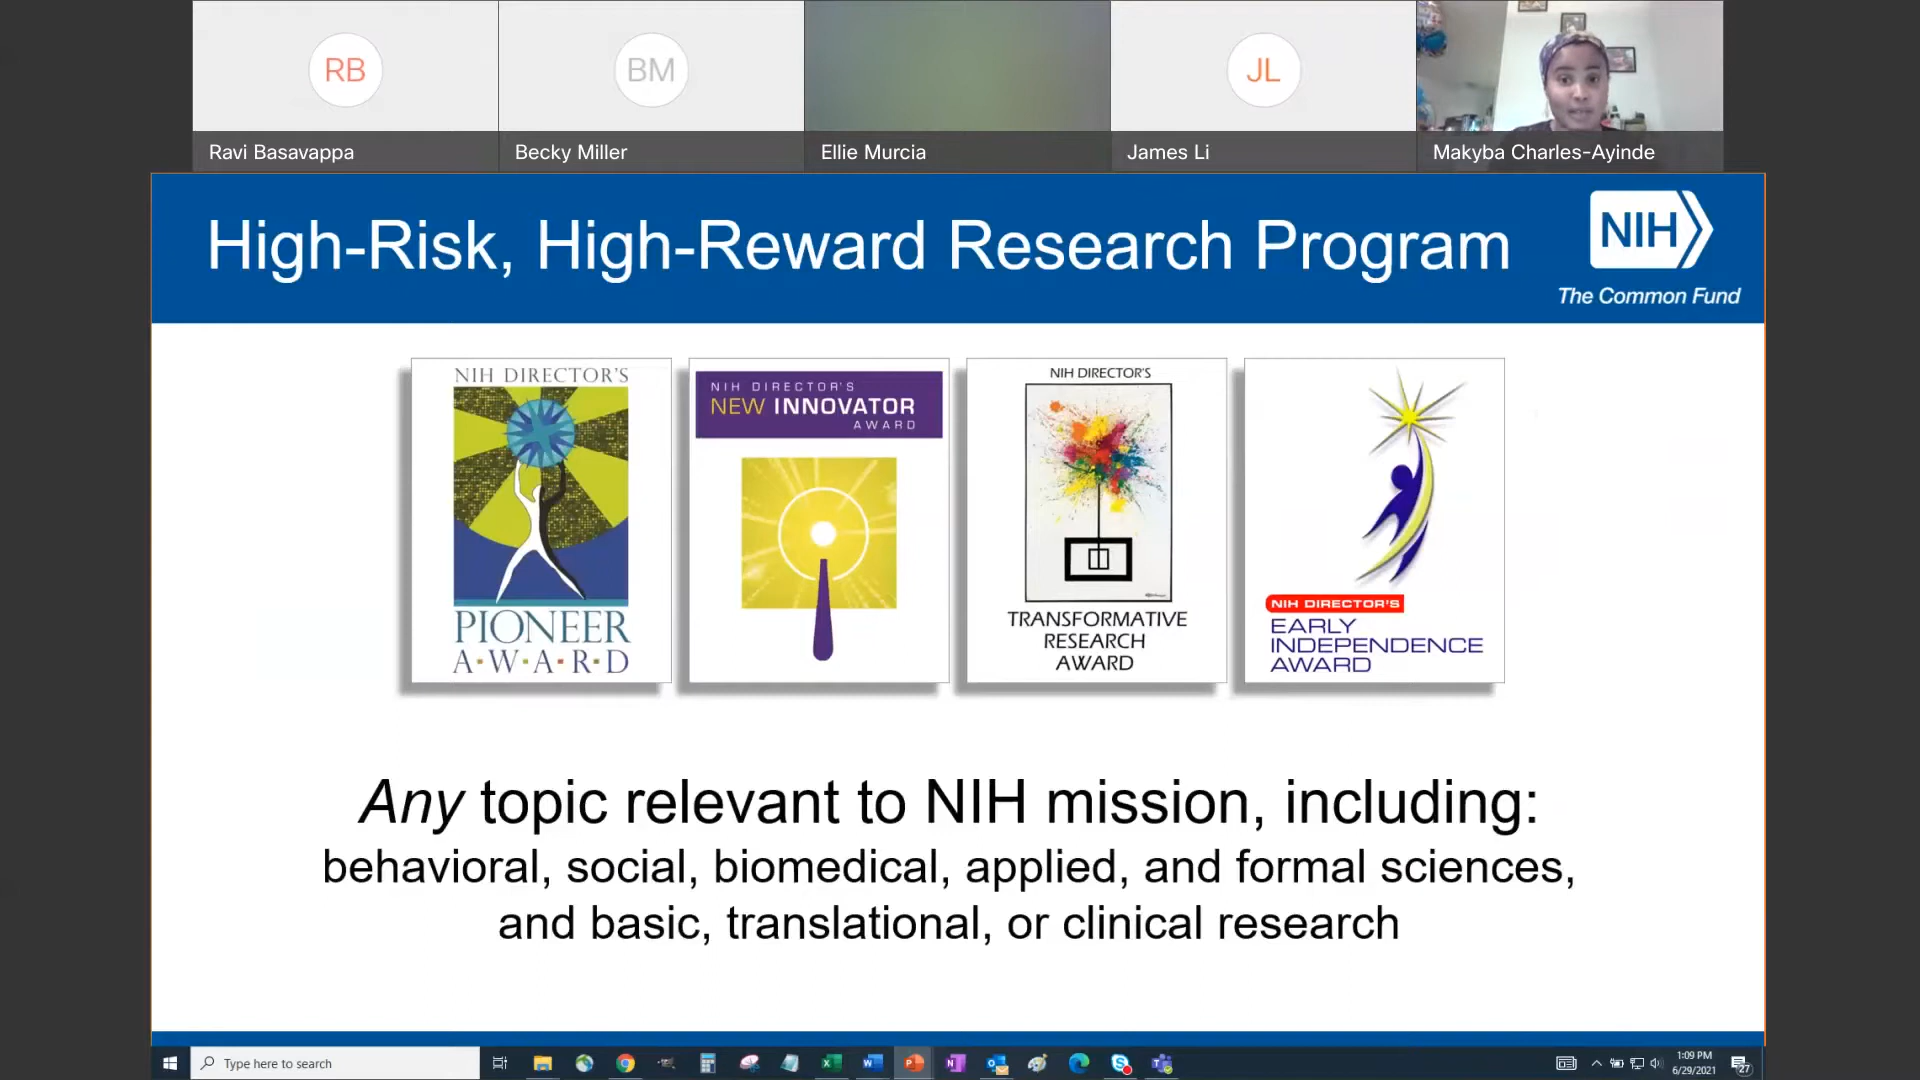 RB
BM
JL
Ravi Basavappa
Becky Miller
Ellie Murcia
James Li
Makyba Charles-Ayinde
High-Risk, High-Reward Research Program
NIH
The Common Fund
NIH DIRECTOR'S
PIONEER
A·W·A·R·D
NIH DIRECTOR'S
NEW INNOVATOR
AWARD
NIH DIRECTOR'S
TRANSFORMATIVE
RESEARCH
AWARD
NIH DIRECTOR'S
EARLY
INDEPENDENCE
AWARD
Any topic relevant to NIH mission, including:
behavioral, social, biomedical, applied, and formal sciences,
and basic, translational, or clinical research
Type here to search
1:09 PM
6/29/2021
27